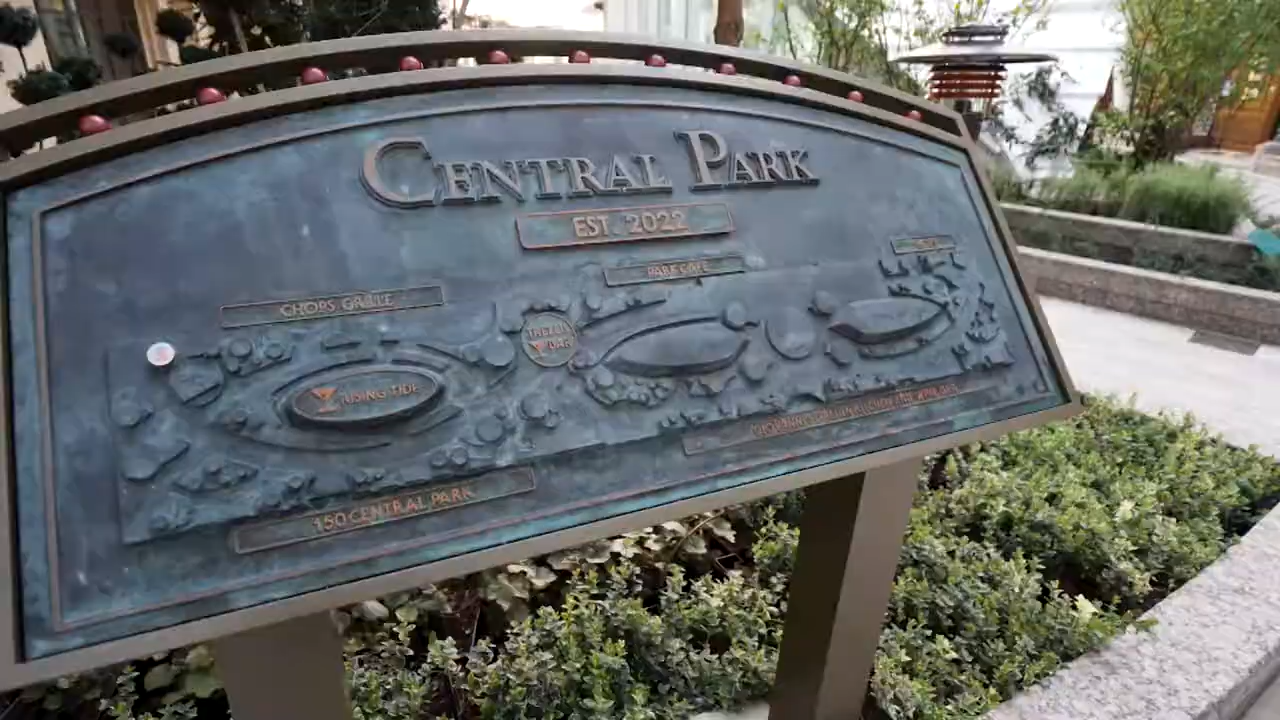 CENTRAL PARK
EST. 2022
PARK CAFE
CHOPS GRILLE
TRELLIS
BAR
RISING TIDE
150 CENTRAL PARK